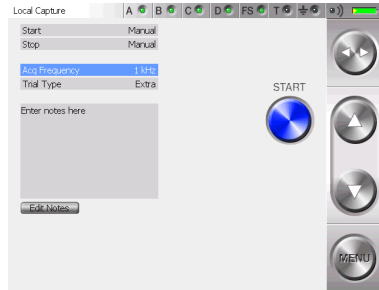 Local Capture A B C D FS T
Start Manual
Stop Manual
Acq Frequency 1 kHz
Trial Type Extra
START
Enter notes here
Edit Notes
MENU